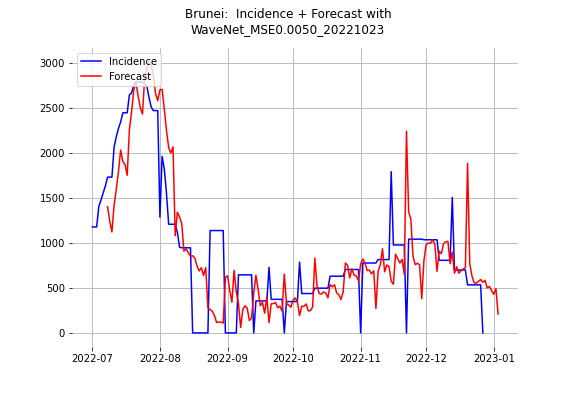 Brunei:  Incidence + Forecast with
WaveNet_MSE0.0050_20221023
Incidence
Forecast
3000
2500
2000
1500
1000
500
0
2022-07 2022-08 2022-09 2022-10 2022-11 2022-12 2023-01